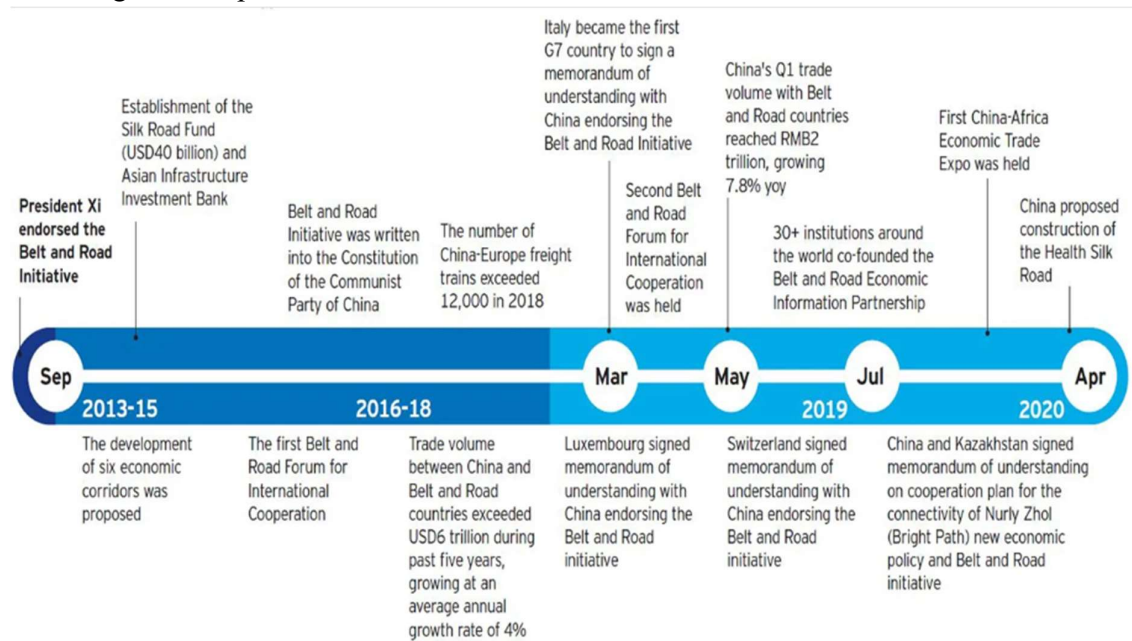 President Xi
endorsed the
Belt and Road
Initiative
Establishment of the
Silk Road Fund
(USD40 billion) and
Asian Infrastructure
Investment Bank
Belt and Road
Initiative was written
into the Constitution
of the Communist
Party of China
The number of
China-Europe freight
trains exceeded
12,000 in 2018
Italy became the first
G7 country to sign a
memorandum of
understanding with
China endorsing the
Belt and Road Initiative
Second Belt
and Road
Forum for
International
Cooperation
was held
China's Q1 trade
volume with Belt
and Road countries
reached RMB2
trillion, growing
7.8% yoy
30+ institutions around
the world co-founded the
Belt and Road Economic
Information Partnership
First China-Africa
Economic Trade
Expo was held
China proposed
construction of
the Health Silk
Road
Sep
Mar
May
Jul
Apr
2013-15
2016-18
2019
2020
The development
of six economic
corridors was
proposed
The first Belt and
Road Forum for
International
Cooperation
Trade volume
between China and
Belt and Road
countries exceeded
USD6 trillion during
past five years,
growing at an
average annual
growth rate of 4%
Luxembourg signed
memorandum of
understanding with
China endorsing the
Belt and Road
initiative
Switzerland signed
memorandum of
understanding with
China endorsing the
Belt and Road
initiative
China and Kazakhstan signed
memorandum of understanding
on cooperation plan for the
connectivity of Nurly Zhol
(Bright Path) new economic
policy and Belt and Road
initiative